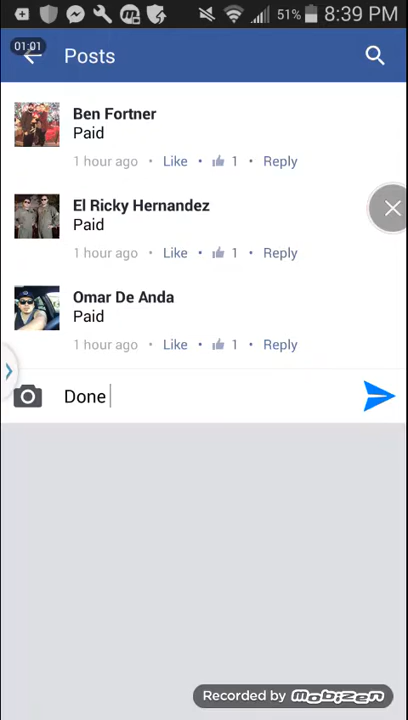 51% 8:39 PM
01:01
Posts
Ben Fortner
Paid
1 hour ago • Like • 1 • Reply
El Ricky Hernandez
Paid
1 hour ago • Like • 1 • Reply
Omar De Anda
Paid
1 hour ago • Like • 1 • Reply
Done
Recorded by MOBIZEN